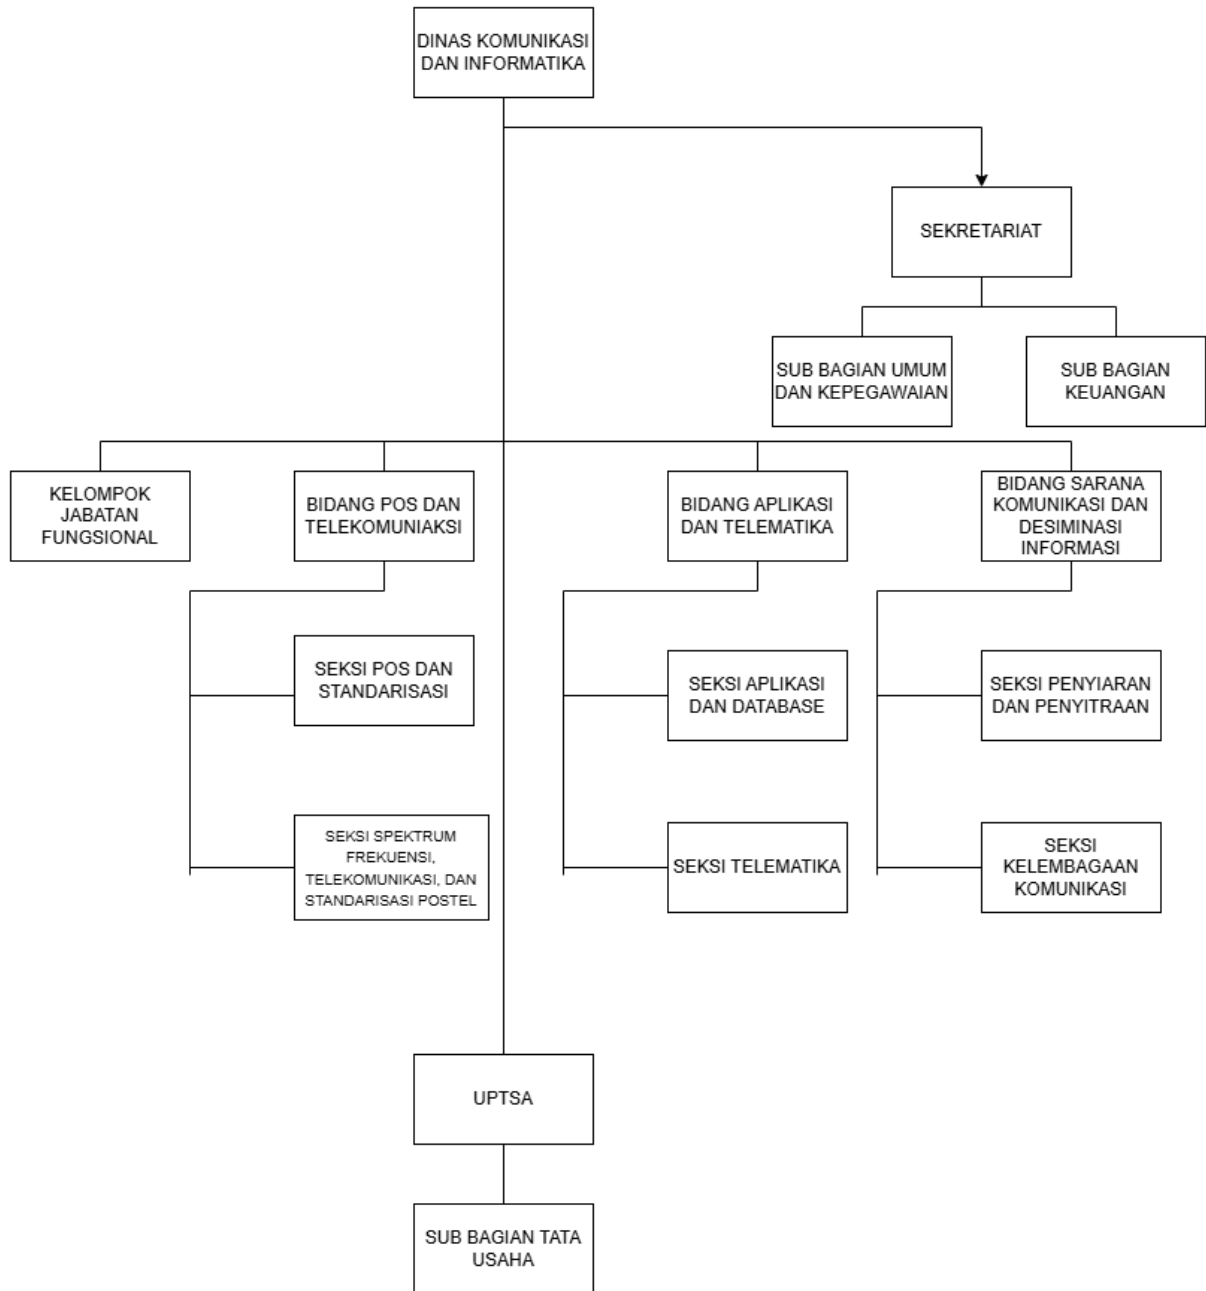 DINAS KOMUNIKASI
DAN INFORMATIKA
SEKRETARIAT
SUB BAGIAN UMUM
DAN KEPEGAWAIAN
SUB BAGIAN
KEUANGAN
KELOMPOK
JABATAN
FUNGSIONAL
BIDANG POS DAN
TELEKOMUNIAKSI
BIDANG APLIKASI
DAN TELEMATIKA
BIDANG SARANA
KOMUNIKASI DAN
DESIMINASI
INFORMASI
SEKSI POS DAN
STANDARISASI
SEKSI APLIKASI
DAN DATABASE
SEKSI PENYIARAN
DAN PENYITRAAN
SEKSI SPEKTRUM
FREKUENSI,
TELEKOMUNIKASI, DAN
STANDARISASI POSTEL
SEKSI TELEMATIKA
SEKSI
KELEMBAGAAN
KOMUNIKASI
UPTSA
SUB BAGIAN TATA
USAHA